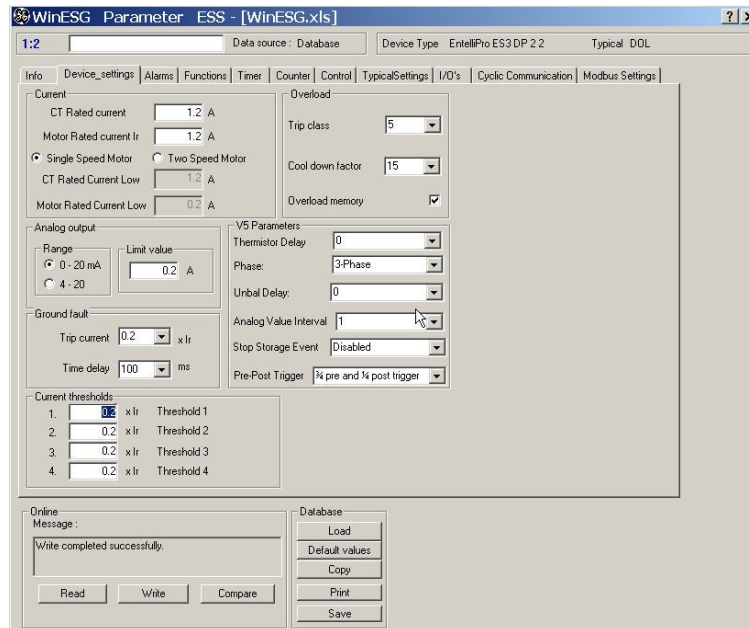 WinESG Parameter ESS - [WinESG.xls]
1:2 Data source : Database Device Type EntelliPro ES3 DP 2 2 Typical DOL
Info Device_settings Alarms Functions Timer Counter Control TypicalSettings I/O's Cyclic Communication Modbus Settings
Current
CT Rated current 1.2 A
Motor Rated current Ir 1.2 A
Single Speed Motor Two Speed Motor
CT Rated Current Low 1.2 A
Motor Rated Current Low 0.2 A
Overload
Trip class 5
Cool down factor 15
Overload memory
Analog output
Range
0 - 20 mA
4 - 20
Limit value
0.2 A
V5 Parameters
Thermistor Delay 0
Phase: 3-Phase
Unbal Delay: 0
Analog Value Interval 1
Stop Storage Event Disabled
Pre-Post Trigger ¾ pre and ¼ post trigger
Ground fault
Trip current 0.2 x Ir
Time delay 100 ms
Current thresholds
1. 0.2 x Ir Threshold 1
2. 0.2 x Ir Threshold 2
3. 0.2 x Ir Threshold 3
4. 0.2 x Ir Threshold 4
Online
Message :
Write completed successfully.
Read Write Compare
Database
Load
Default values
Copy
Print
Save